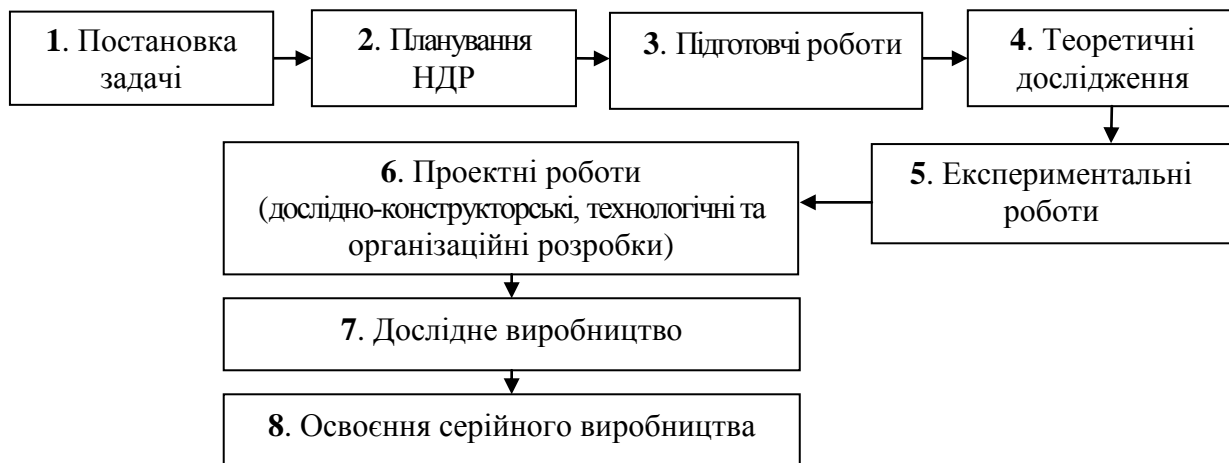 1. Постановка
задачі
2. Планування
НДР
3. Підготовчі роботи
4. Теоретичні
дослідження
5. Експериментальні
роботи
6. Проектні роботи
(дослідно-конструкторські, технологічні та
організаційні розробки)
7. Дослідне виробництво
8. Освоєння серійного виробництва